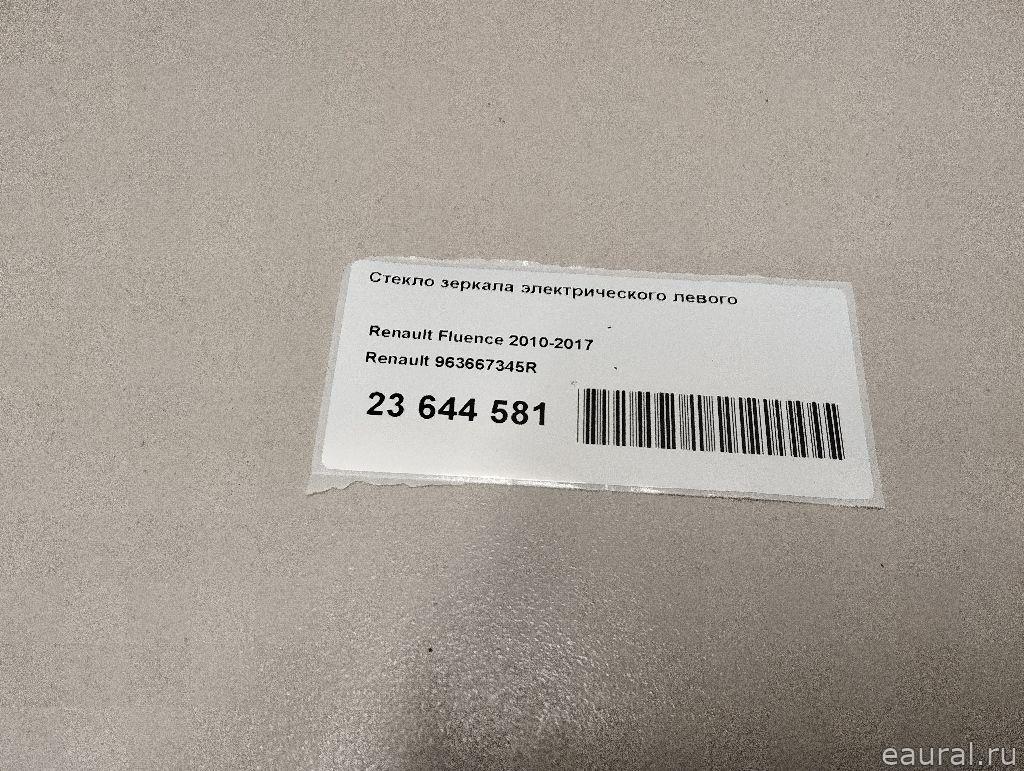 Стекло зеркала электрического левого
Renault Fluence 2010-2017
Renault 963667345R
23 644 581
eaural.ru